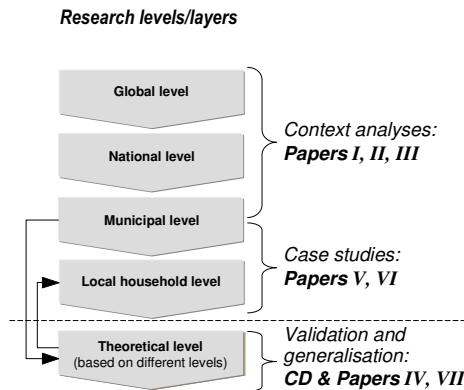 Research levels/layers
Global level
National level
Municipal level
Local household level
Theoretical level
(based on different levels)
Context analyses:
Papers I, II, III
Case studies:
Papers V, VI
Validation and
generalisation:
CD & Papers IV, VII